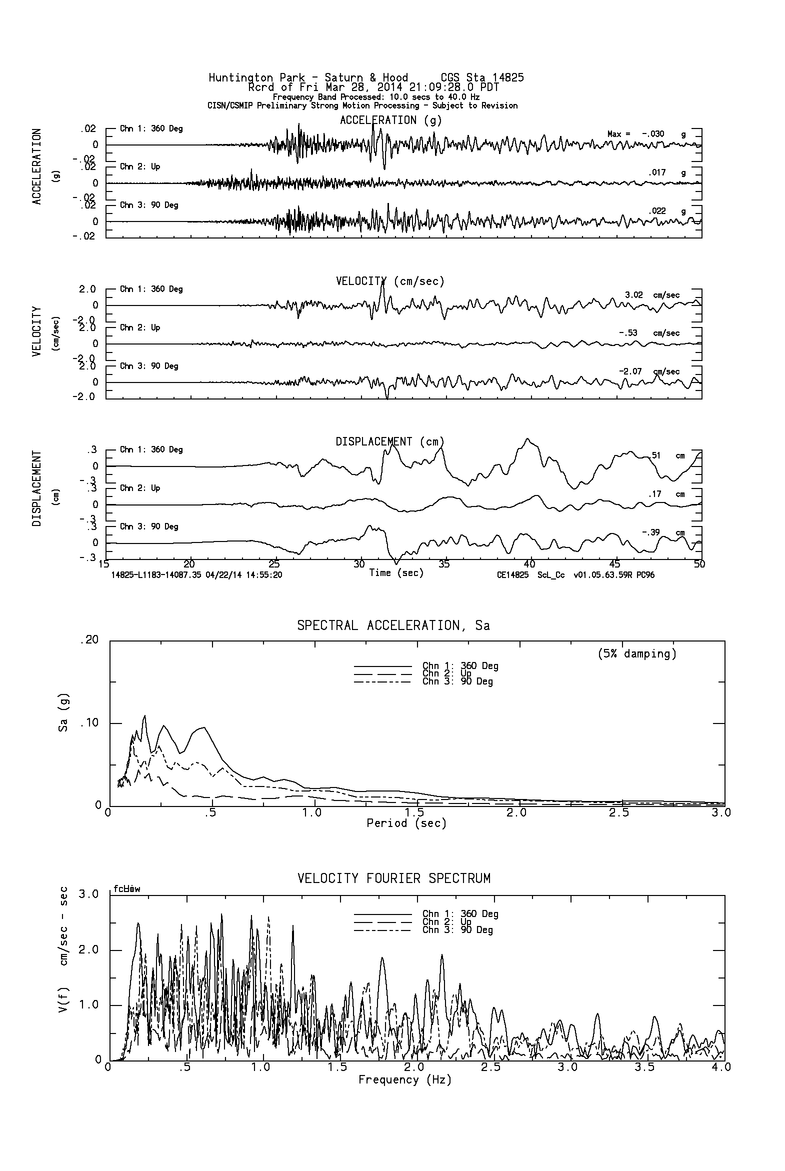 Huntington Park - Saturn & Hood CGS Sta 14825
Rcrd of Fri Mar 28, 2014 21:09:28.0 PDT
Frequency Band Processed: 10.0 secs to 40.0 Hz
CISN/CSMIP Preliminary Strong Motion Processing - Subject to Revision
ACCELERATION (g)
ACCELERATION
(g)
.02
0
-.02
Chn 1: 360 Deg
Max = -.030 g
.02
0
-.02
Chn 2: Up
.017 g
.02
0
-.02
Chn 3: 90 Deg
.022 g
VELOCITY (cm/sec)
VELOCITY
(cm/sec)
2.0
0
-2.0
Chn 1: 360 Deg
3.02 cm/sec
2.0
0
-2.0
Chn 2: Up
-.53 cm/sec
2.0
0
-2.0
Chn 3: 90 Deg
-2.07 cm/sec
DISPLACEMENT (cm)
DISPLACEMENT
(cm)
.3
0
-.3
Chn 1: 360 Deg
.51 cm
.3
0
-.3
Chn 2: Up
.17 cm
.3
0
-.3
Chn 3: 90 Deg
-.39 cm
15 20 25 30 35 40 45 50
14825-L1183-14087.35 04/22/14 14:55:20 Time (sec) CE14825 ScL_Cc v01.05.63.59R PC96
SPECTRAL ACCELERATION, Sa
(5% damping)
Chn 1: 360 Deg
Chn 2: Up
Chn 3: 90 Deg
Sa (g)
.20
.10
0
0 .5 1.0 1.5 2.0 2.5 3.0
Period (sec)
VELOCITY FOURIER SPECTRUM
Chn 1: 360 Deg
Chn 2: Up
Chn 3: 90 Deg
V(f) cm/sec - sec
3.0
2.0
1.0
0
0 .5 1.0 1.5 2.0 2.5 3.0 3.5 4.0
Frequency (Hz)